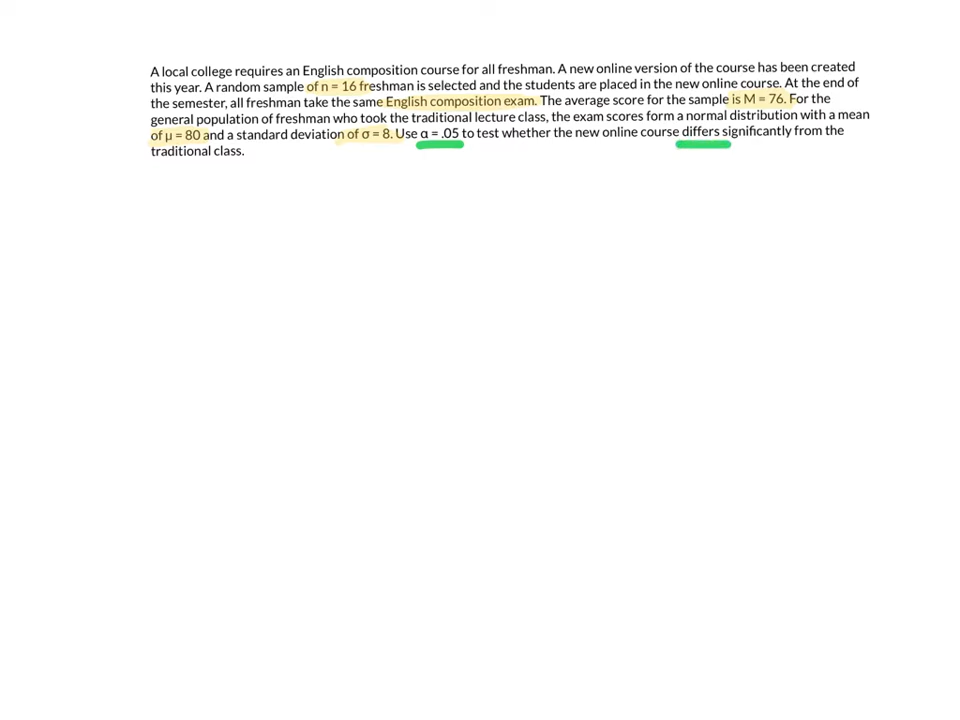 A local college requires an English composition course for all freshman. A new online version of the course has been created
this year. A random sample of n = 16 freshman is selected and the students are placed in the new online course. At the end of
the semester, all freshman take the same English composition exam. The average score for the sample is M = 76. For the
general population of freshman who took the traditional lecture class, the exam scores form a normal distribution with a mean
of μ = 80 and a standard deviation of σ = 8. Use α = .05 to test whether the new online course differs significantly from the
traditional class.